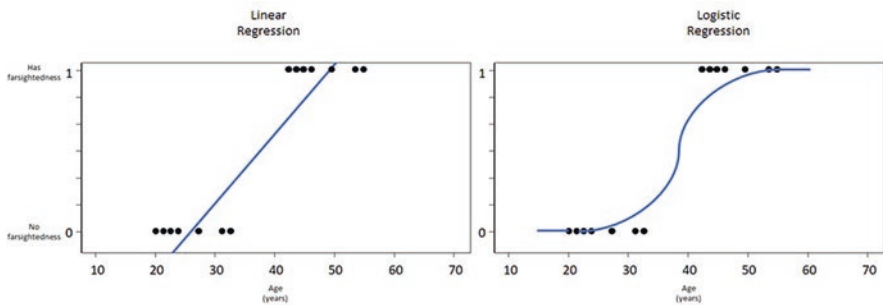 Linear
Regression
Has
farsightedness
1
No
farsightedness
0
10 20 30 40 50 60 70
Age
(years)
Logistic
Regression
1
0
10 20 30 40 50 60 70
Age
(years)